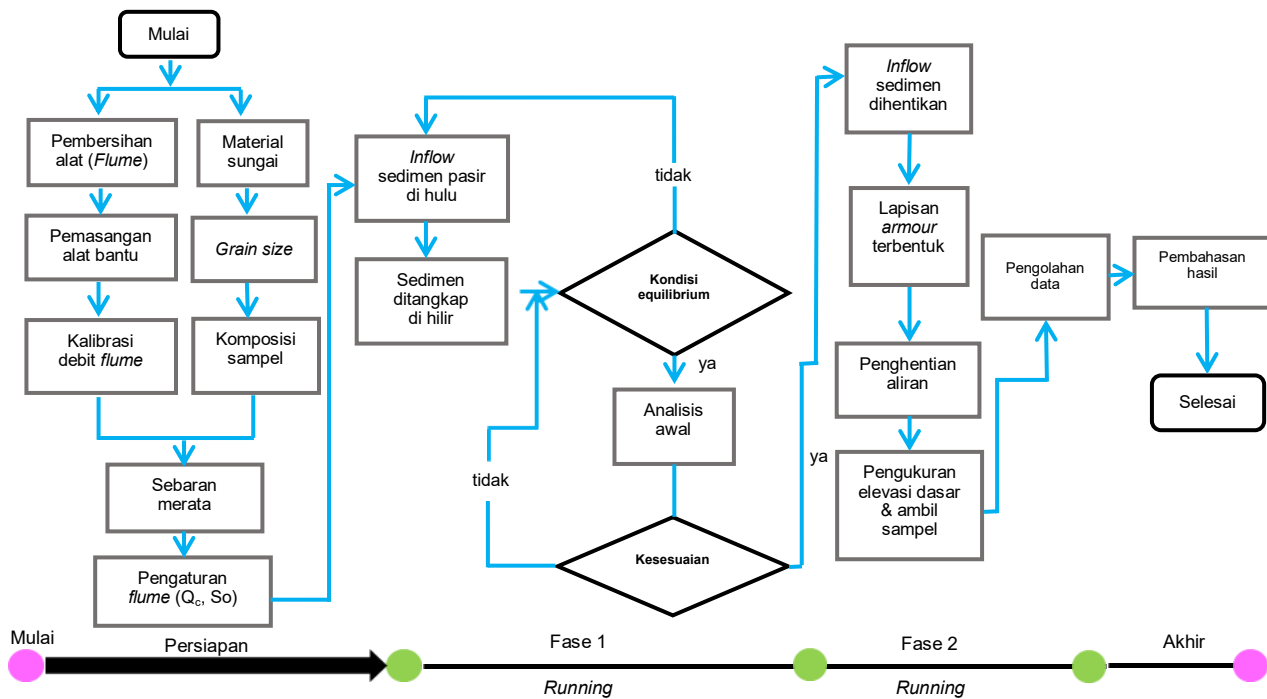 Mulai
Pembersihan
alat (Flume)
Material
sungai
Pemasangan
alat bantu
Grain size
Kalibrasi
debit flume
Komposisi
sampel
Sebaran
merata
Pengaturan
flume (Qc, So)
Inflow
sedimen pasir
di hulu
Sedimen
ditangkap
di hilir
tidak
Kondisi
equilibrium
ya
Analisis
awal
tidak
Kesesuaian
ya
Inflow
sedimen
dihentikan
Lapisan
armour
terbentuk
Penghentian
aliran
Pengukuran
elevasi dasar
& ambil
sampel
Pengolahan
data
Pembahasan
hasil
Selesai
Mulai
Persiapan
Fase 1
Running
Fase 2
Running
Akhir